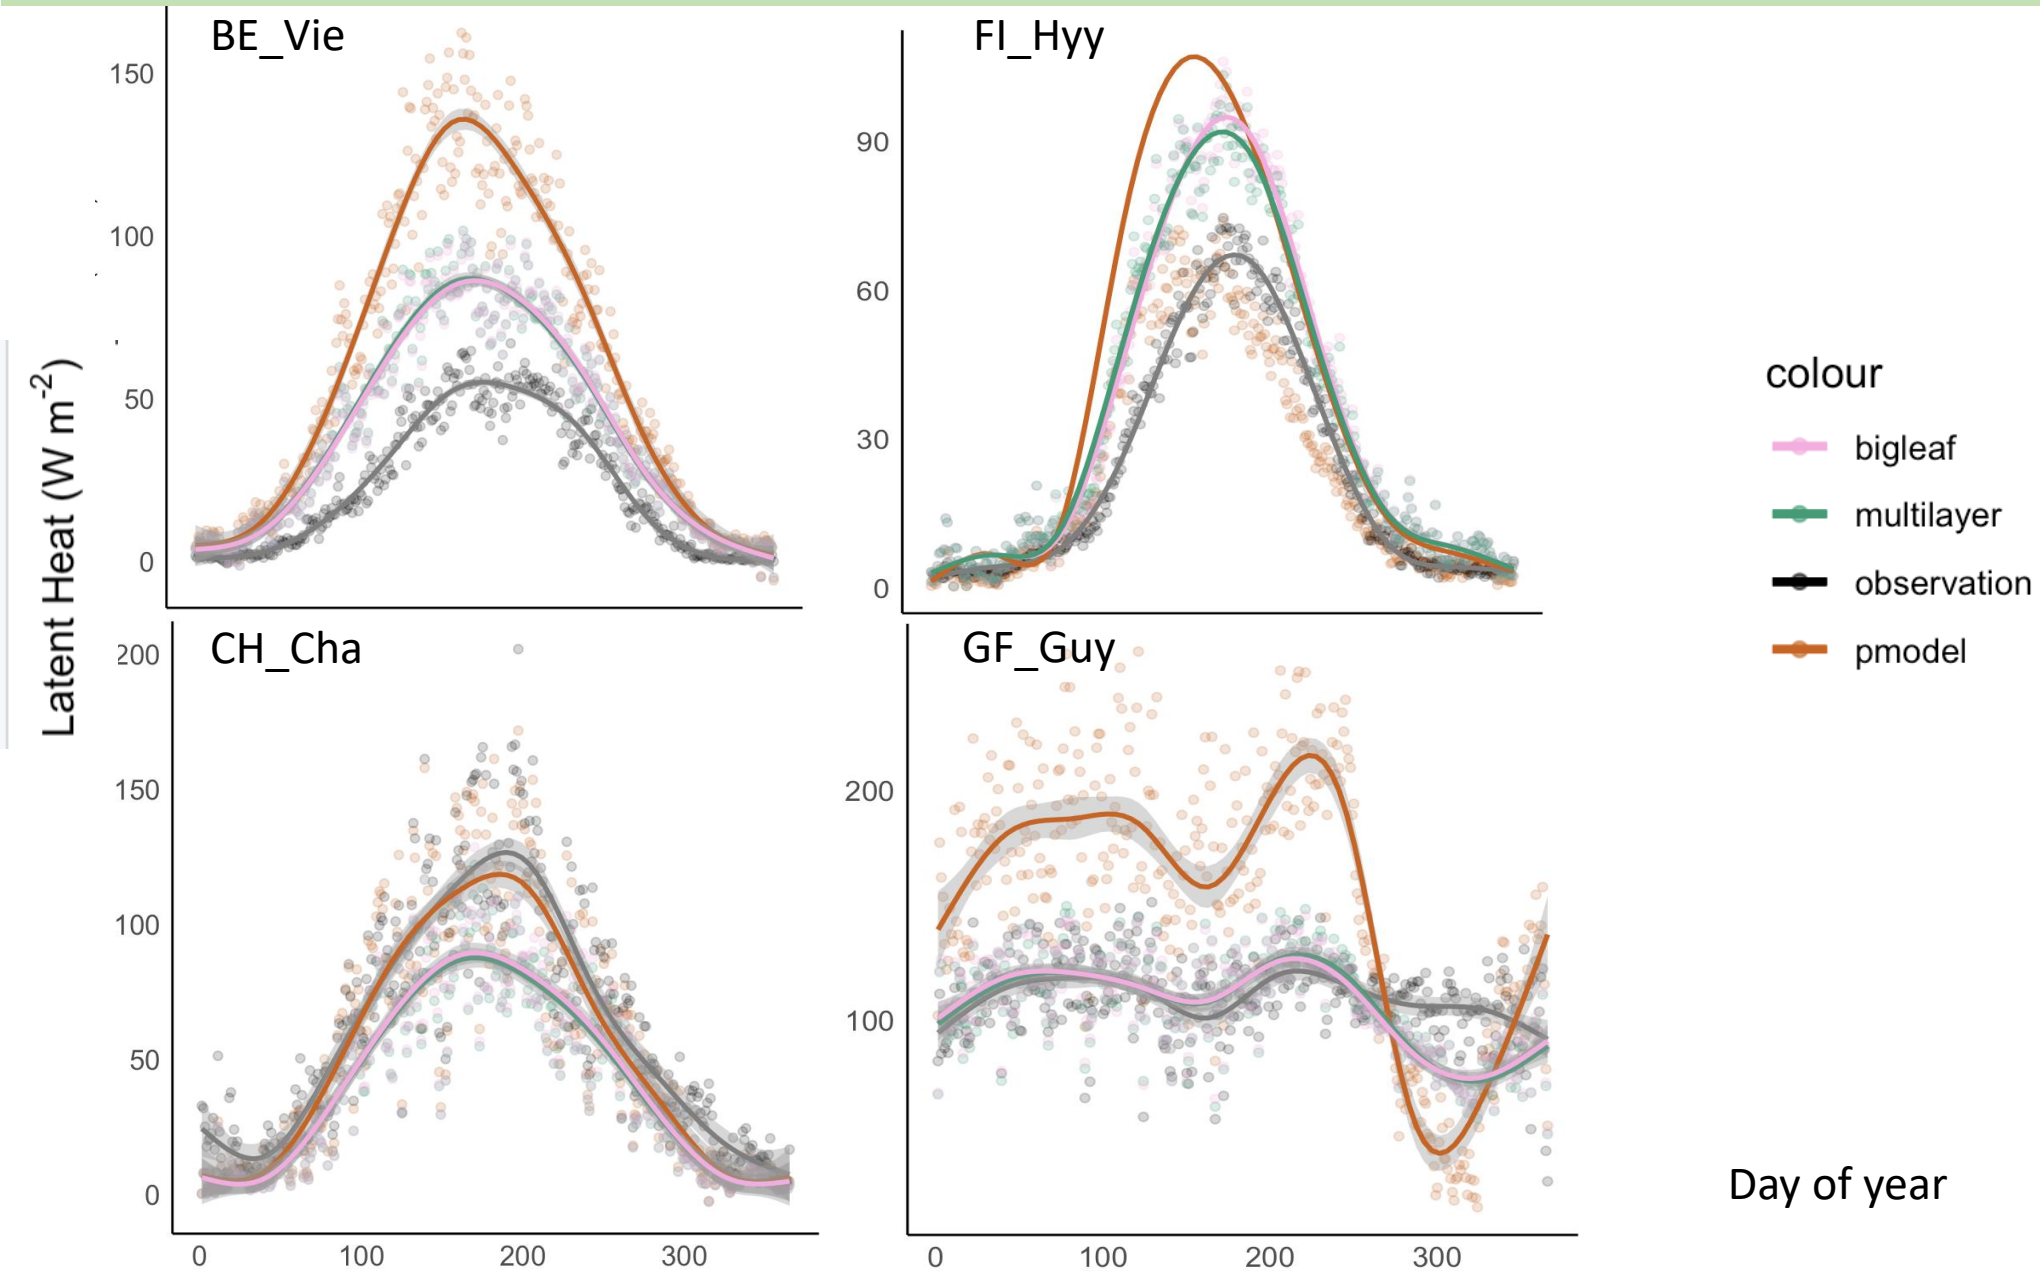 BE_Vie
FI_Hyy
150
100
50
0
90
60
30
0
Latent Heat (W m-2)
colour
bigleaf
multilayer
observation
pmodel
CH_Cha
GF_Guy
200
150
100
50
0
200
100
0 100 200 300
0 100 200 300
Day of year